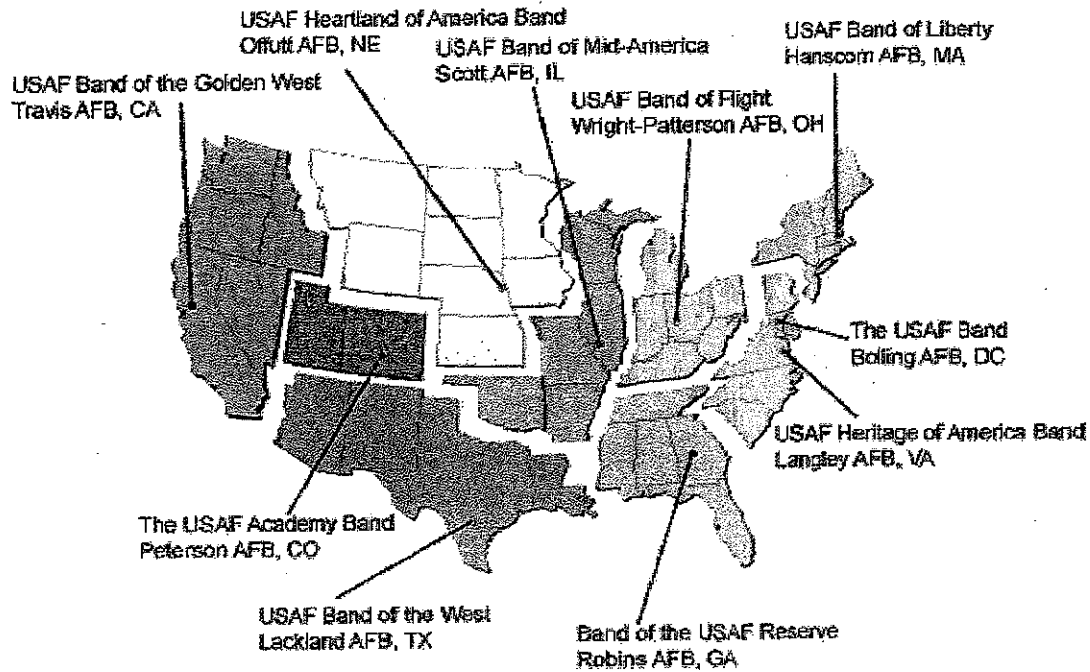 USAF Heartland of America Band
Offutt AFB, NE
USAF Band of Mid-America
Scott AFB, IL
USAF Band of Liberty
Hanscom AFB, MA
USAF Band of the Golden West
Travis AFB, CA
USAF Band of Flight
Wright-Patterson AFB, OH
The USAF Band
Bolling AFB, DC
USAF Heritage of America Band
Langley AFB, VA
The USAF Academy Band
Peterson AFB, CO
USAF Band of the West
Lackland AFB, TX
Band of the USAF Reserve
Robins AFB, GA